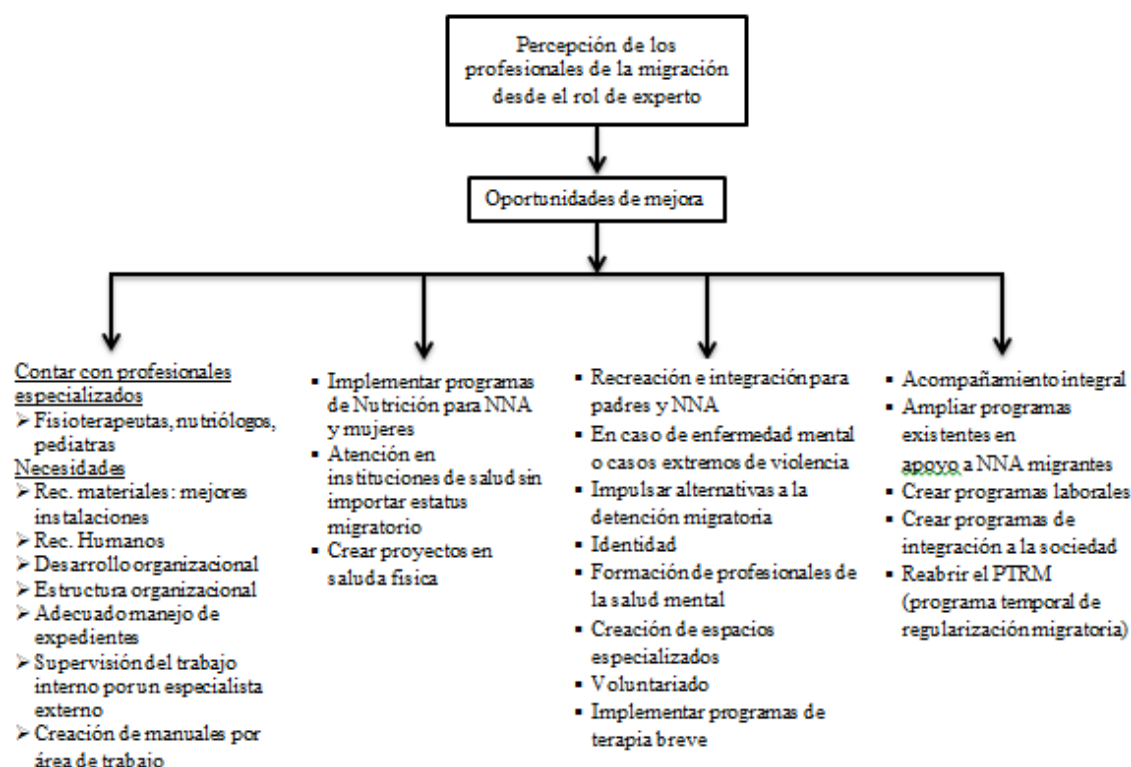 Percepción de los
profesionales de la migración
desde el rol de experto
Oportunidades de mejora
Contar con profesionales
especializados
➢ Fisioterapeutas, nutriólogos,
pediatras
Necesidades
➢ Rec. materiales: mejores
instalaciones
➢ Rec. Humanos
➢ Desarrollo organizacional
➢ Estructura organizacional
➢ Adecuado manejo de
expedientes
➢ Supervisión del trabajo
interno por un especialista
externo
➢ Creación de manuales por
área de trabajo
▪ Implementar programas
de Nutrición para NNA
y mujeres
▪ Atención en
instituciones de salud sin
importar estatus
migratorio
▪ Crear proyectos en
saluda fisica
▪ Recreación e integración para
padres y NNA
▪ En caso de enfermedad mental
o casos extremos de violencia
▪ Impulsar alternativas a la
detención migratoria
▪ Identidad
▪ Formación de profesionales de
la salud mental
▪ Creación de espacios
especializados
▪ Voluntariado
▪ Implementar programas de
terapia breve
▪ Acompañamiento integral
▪ Ampliar programas
existentes en
apoyo a NNA migrantes
▪ Crear programas laborales
▪ Crear programas de
integración a la sociedad
▪ Reabrir el PTRM
(programa temporal de
regularización migratoria)